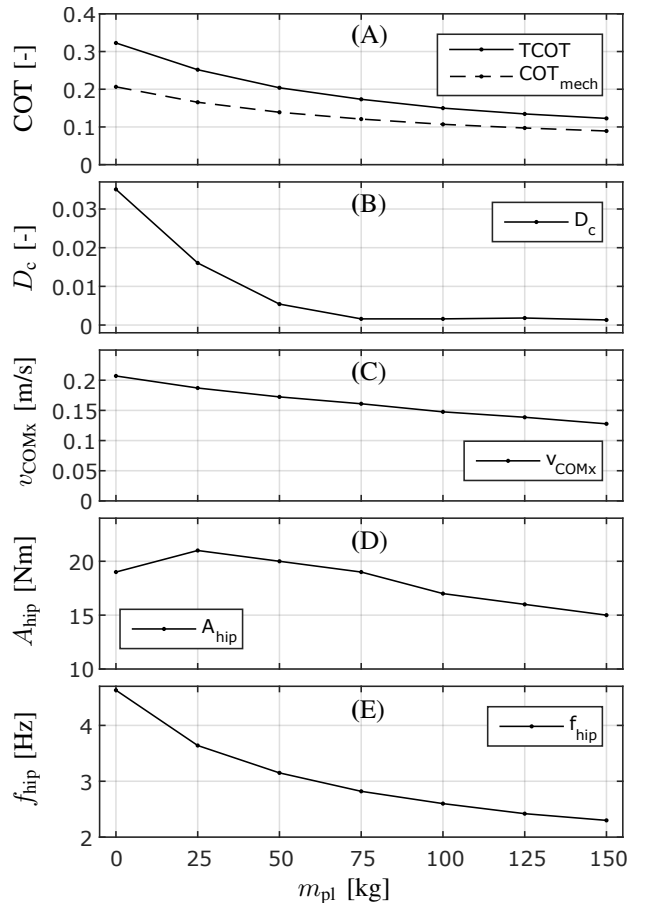 (A)
COT [-]
0.4
0.3
0.2
0.1
0
TCOT
COT_mech
(B)
D_c [-]
0.03
0.02
0.01
0
D_c
(C)
v_COMx [m/s]
0.2
0.15
0.1
0.05
0
v_COMx
(D)
A_hip [Nm]
20
15
10
A_hip
(E)
f_hip [Hz]
4
3
2
f_hip
0 25 50 75 100 125 150
m_pl [kg]